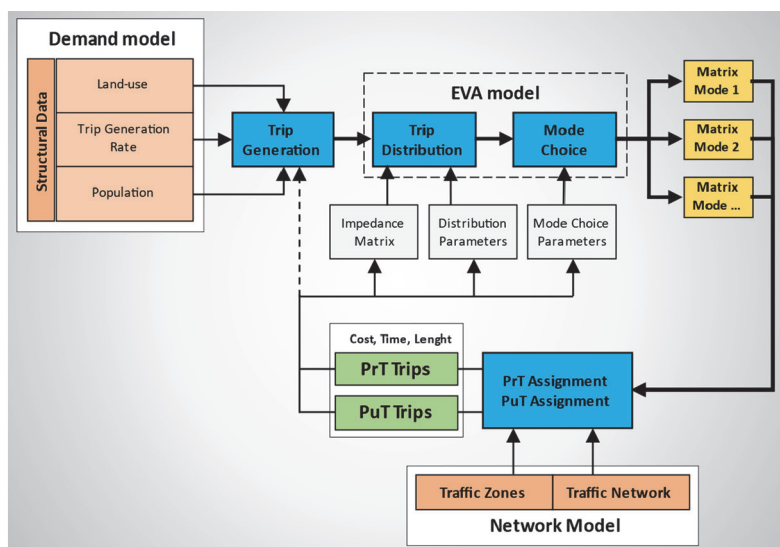 Demand model
Structural Data
Land-use
Trip Generation
Rate
Population
Trip
Generation
EVA model
Trip
Distribution
Mode
Choice
Matrix
Mode 1
Matrix
Mode 2
Matrix
Mode ...
Impedance
Matrix
Distribution
Parameters
Mode Choice
Parameters
Cost, Time, Lenght
PrT Trips
PuT Trips
PrT Assignment
PuT Assignment
Traffic Zones
Traffic Network
Network Model